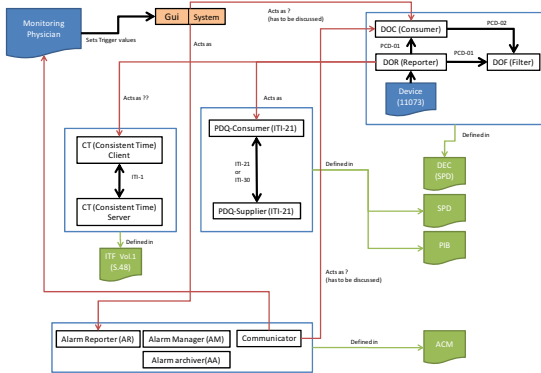 Monitoring
Physician
Sets Trigger values
Gui
System
Acts as ?
(has to be discussed)
Acts as
DOC (Consumer)
PCD-02
PCD-01
DOR (Reporter)
PCD-01
DOF (Filter)
Device
(11073)
Acts as ??
Acts as
CT (Consistent Time)
Client
ITI-1
CT (Consistent Time)
Server
PDQ-Consumer (ITI-21)
ITI-21
or
ITI-30
PDQ-Supplier (ITI-21)
Defined in
Defined in
DEC
(SPD)
SPD
PIB
Defined in
ITF Vol.1
(S.48)
Acts as ?
(has to be discussed)
Alarm Reporter (AR)
Alarm Manager (AM)
Communicator
Alarm archiver(AA)
Defined in
ACM